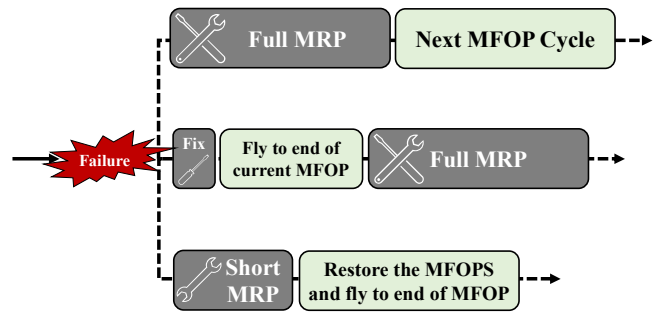 Full MRP
Next MFOP Cycle
Failure
Fix
Fly to end of
current MFOP
Full MRP
Short
MRP
Restore the MFOPS
and fly to end of MFOP